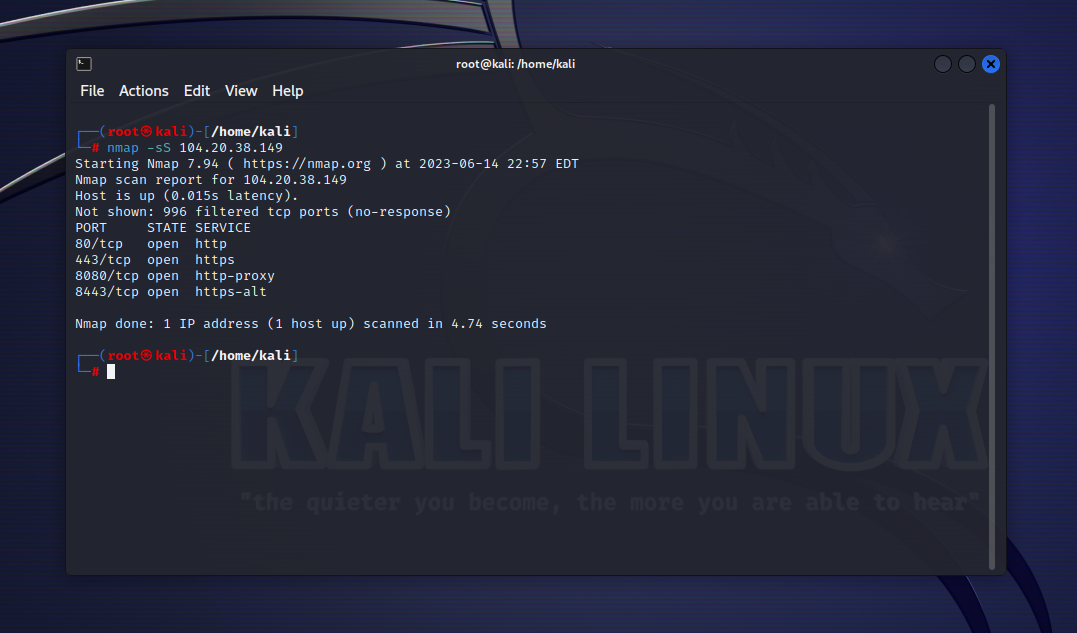 root@kali: /home/kali
File Actions Edit View Help
┌──(root㉿kali)-[/home/kali]
└─# nmap -sS 104.20.38.149
Starting Nmap 7.94 ( https://nmap.org ) at 2023-06-14 22:57 EDT
Nmap scan report for 104.20.38.149
Host is up (0.015s latency).
Not shown: 996 filtered tcp ports (no-response)
PORT     STATE SERVICE
80/tcp   open  http
443/tcp  open  https
8080/tcp open  http-proxy
8443/tcp open  https-alt
Nmap done: 1 IP address (1 host up) scanned in 4.74 seconds
┌──(root㉿kali)-[/home/kali]
└─#
KALI LINUX
"the quieter you become, the more you are able to hear"